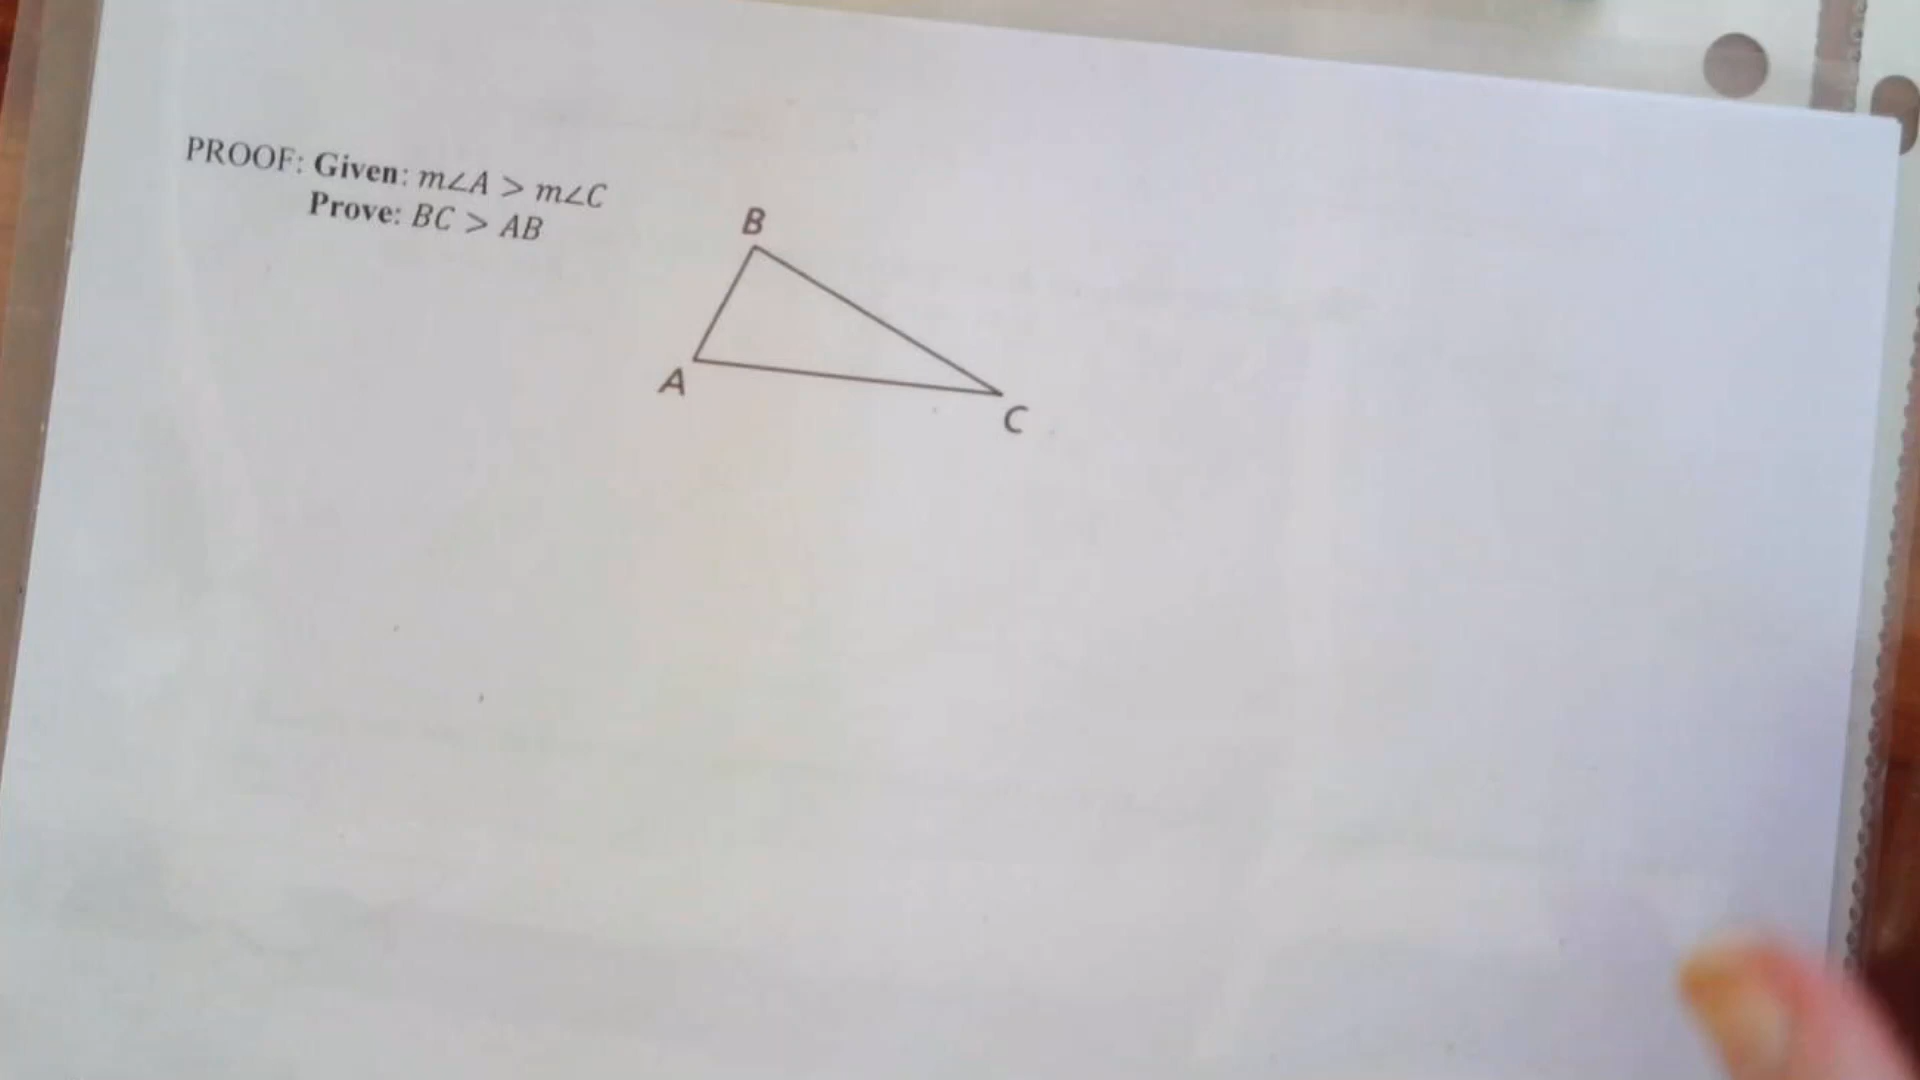 PROOF: Given: m∠A > m∠C
Prove: BC > AB
B
A
C